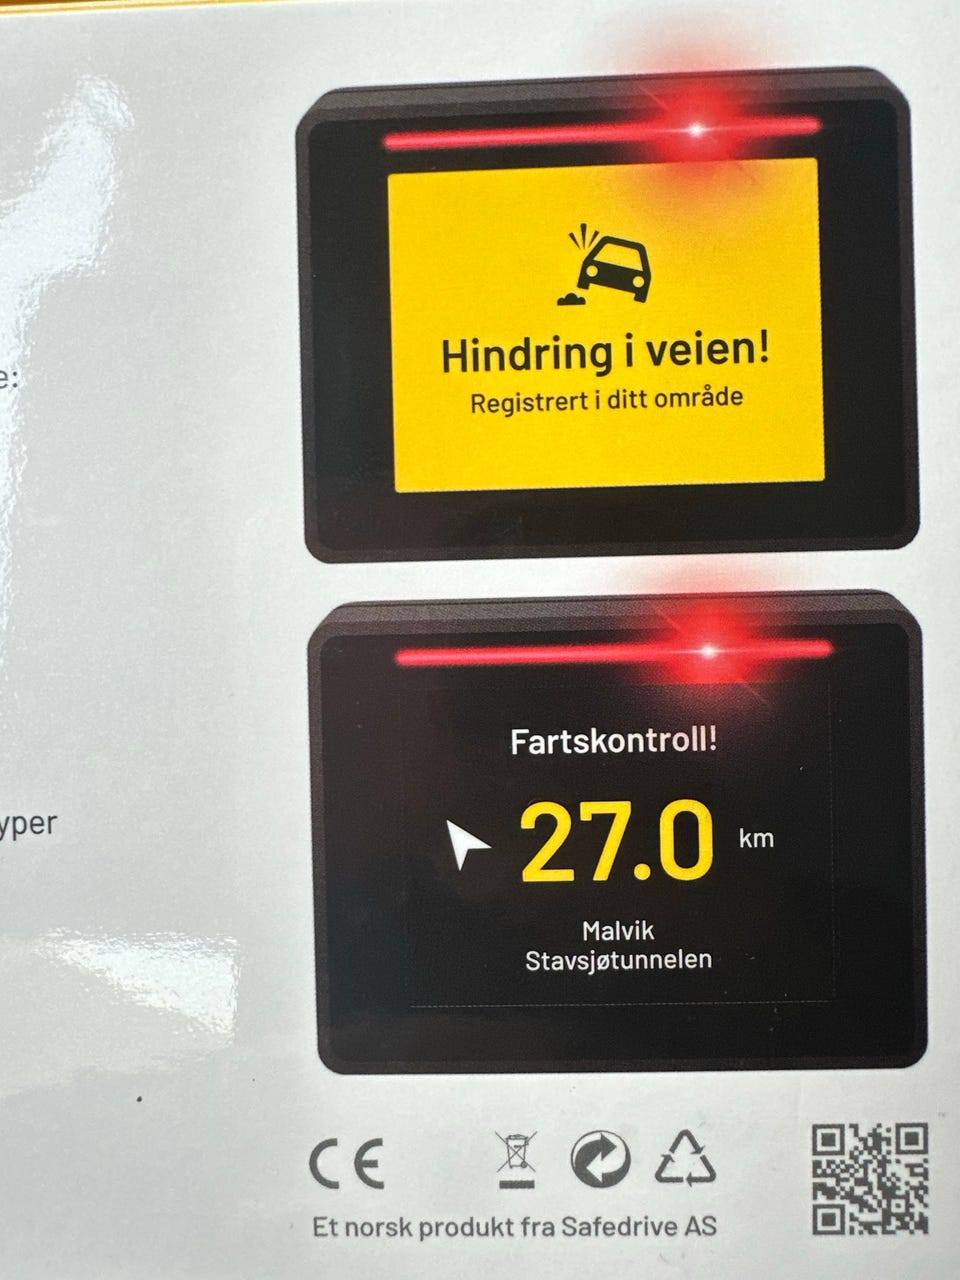 e:
Hindring i veien!
Registrert i ditt område
Fartskontroll!
yper
27.0 km
Malvik
Stavsjøtunnelen
CE
Et norsk produkt fra Safedrive AS